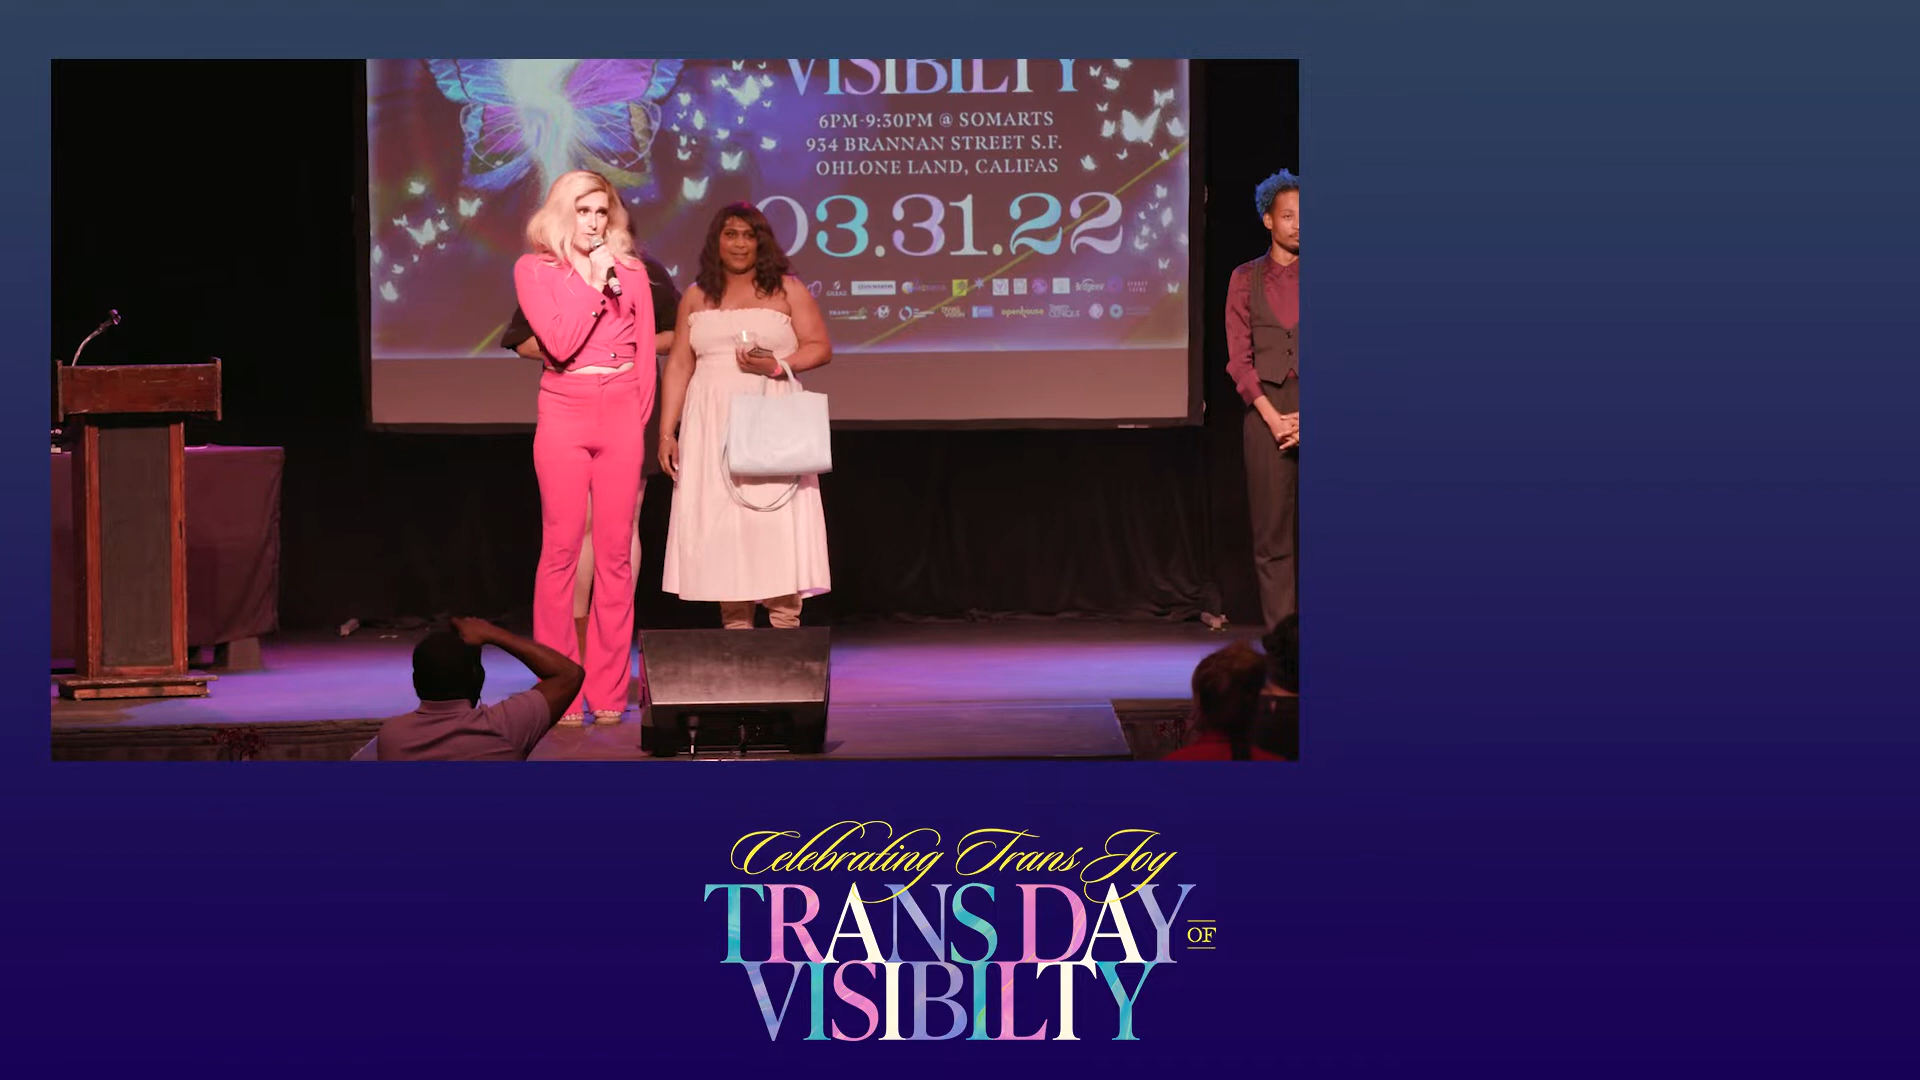 VISIBILTY
6PM-9:30PM @ SOMARTS
934 BRANNAN STREET S.F.
OHLONE LAND, CALIFAS
03.31.22
openhouse
Celebrating Trans Joy
TRANS DAY
OF
VISIBILTY